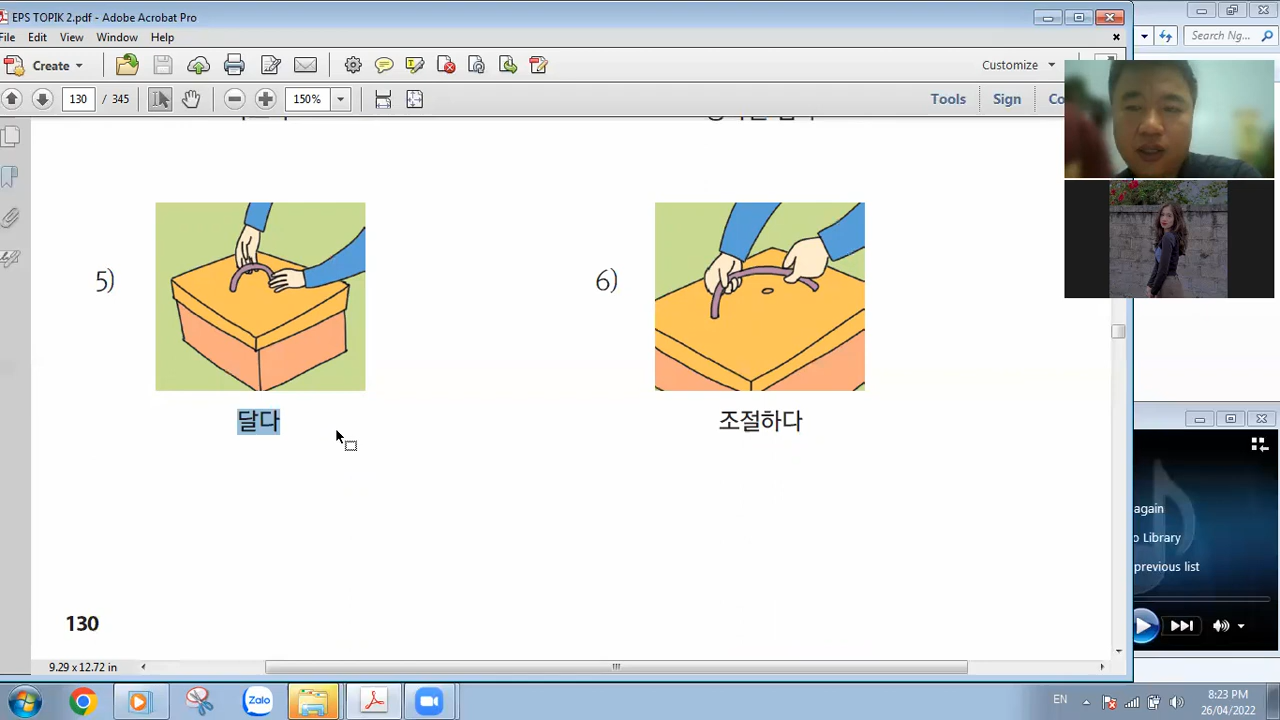 EPS TOPIK 2.pdf - Adobe Acrobat Pro
File Edit View Window Help
Search Ng...
Create
Customize
130 / 345
150%
Tools Sign
5)
6)
달다
조절하다
again
Library
previous list
130
9.29 x 12.72 in
Zalo
EN
8:23 PM
26/04/2022